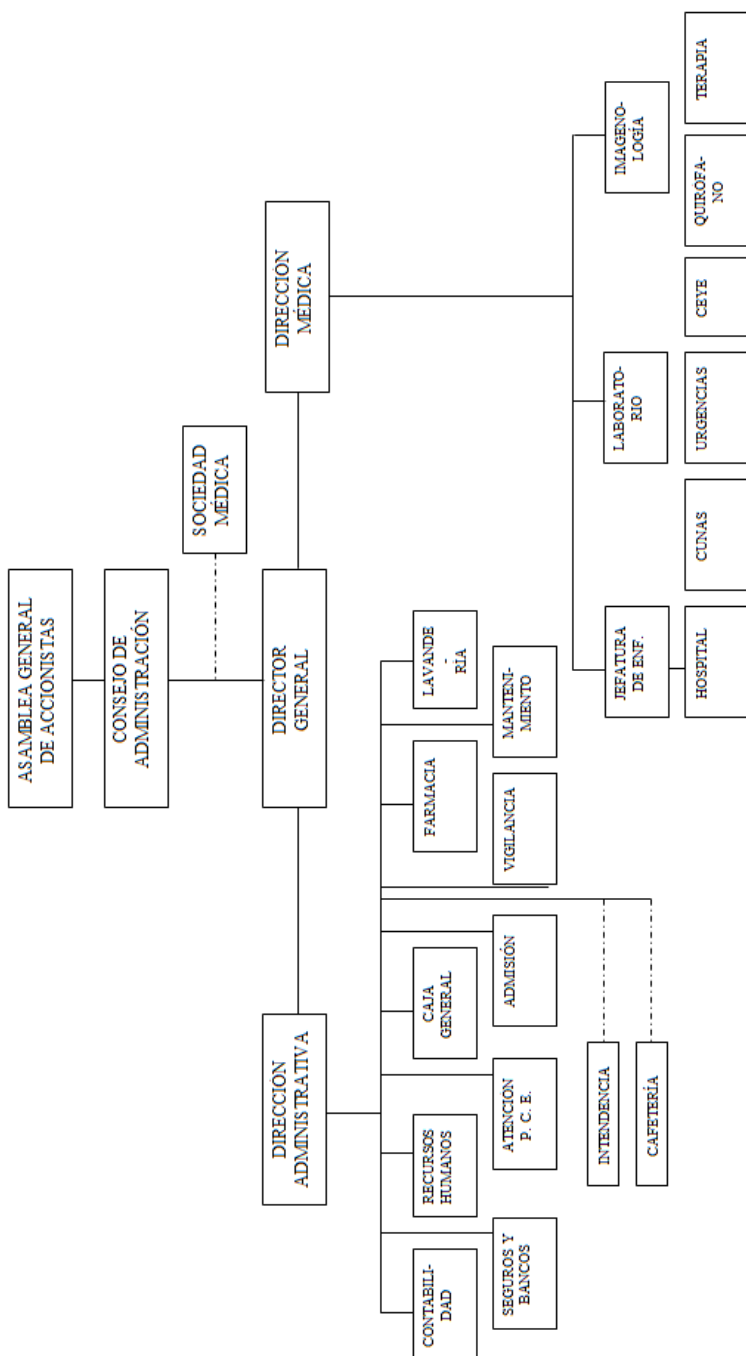 ASAMBLEA GENERAL
DE ACCIONISTAS
CONSEJO DE
ADMINISTRACIÓN
SOCIEDAD
MÉDICA
DIRECCIÓN
ADMINISTRATIVA
DIRECTOR
GENERAL
DIRECCIÓN
MÉDICA
CONTABILI-
DAD
RECURSOS
HUMANOS
CAJA
GENERAL
FARMACIA
LAVANDE
-
RÍA
SEGUROS Y
BANCOS
ATENCIÓN
P. C. E.
ADMISIÓN
VIGILANCIA
MANTENI-
MIENTO
INTENDENCIA
CAFETERÍA
JEFATURA
DE ENF.
LABORATO-
RIO
IMAGENO-
LOGÍA
HOSPITAL
CUNAS
URGENCIAS
CEYE
QUIRÓFA-
NO
TERAPIA